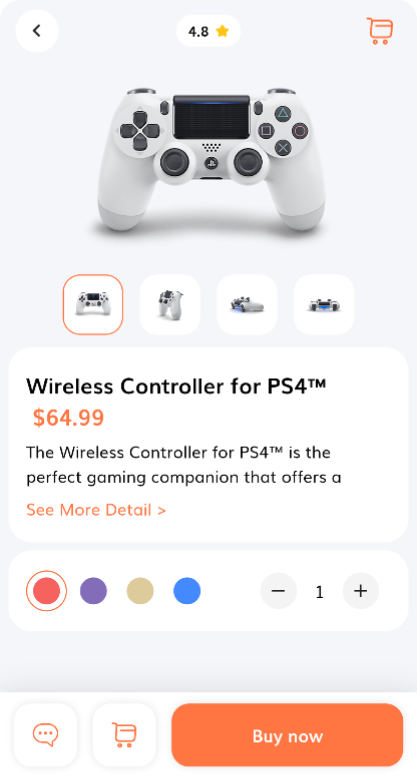 4.8
Wireless Controller for PS4™
$64.99
The Wireless Controller for PS4™ is the
perfect gaming companion that offers a
See More Detail >
1
Buy now